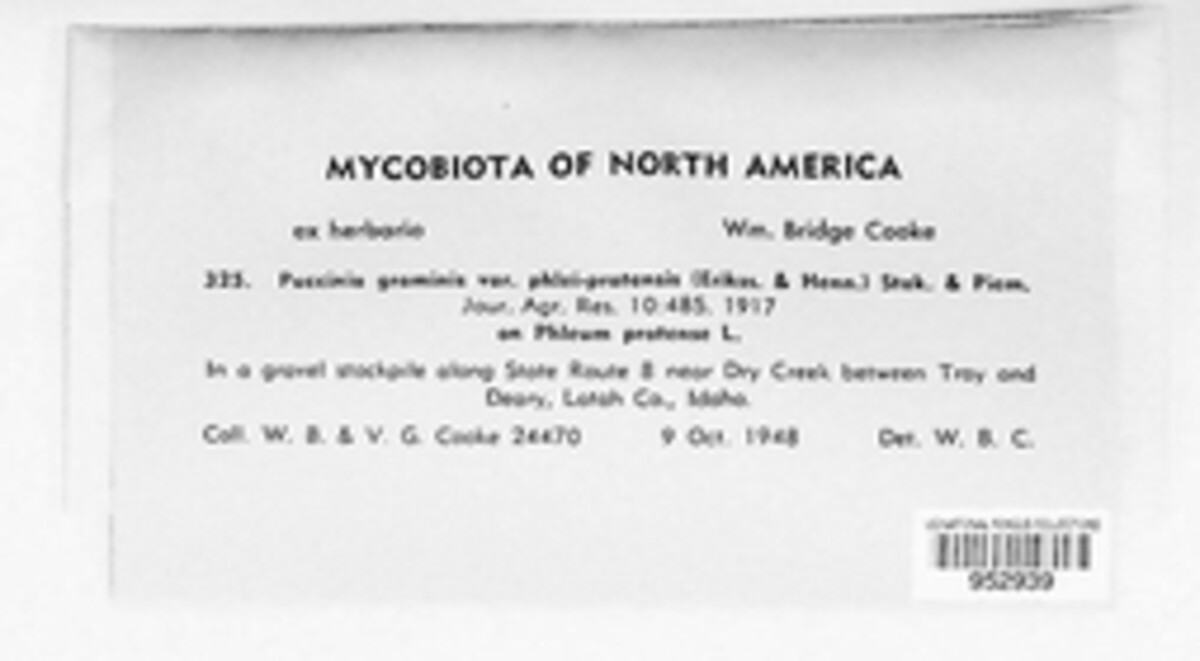 MYCOBIOTA OF NORTH AMERICA
ex herbario Wm. Bridge Cooke
325. Puccinia graminis var. phlei-pratensis (Eriks. & Henn.) Stak. & Piem.
Jour. Agr. Res. 10:485. 1917
on Phleum pratense L.
In a gravel stockpile along State Route 8 near Dry Creek between Troy and
Deary, Latah Co., Idaho.
Coll. W. B. & V. G. Cooke 24470 9 Oct. 1948 Det. W. B. C.
952939